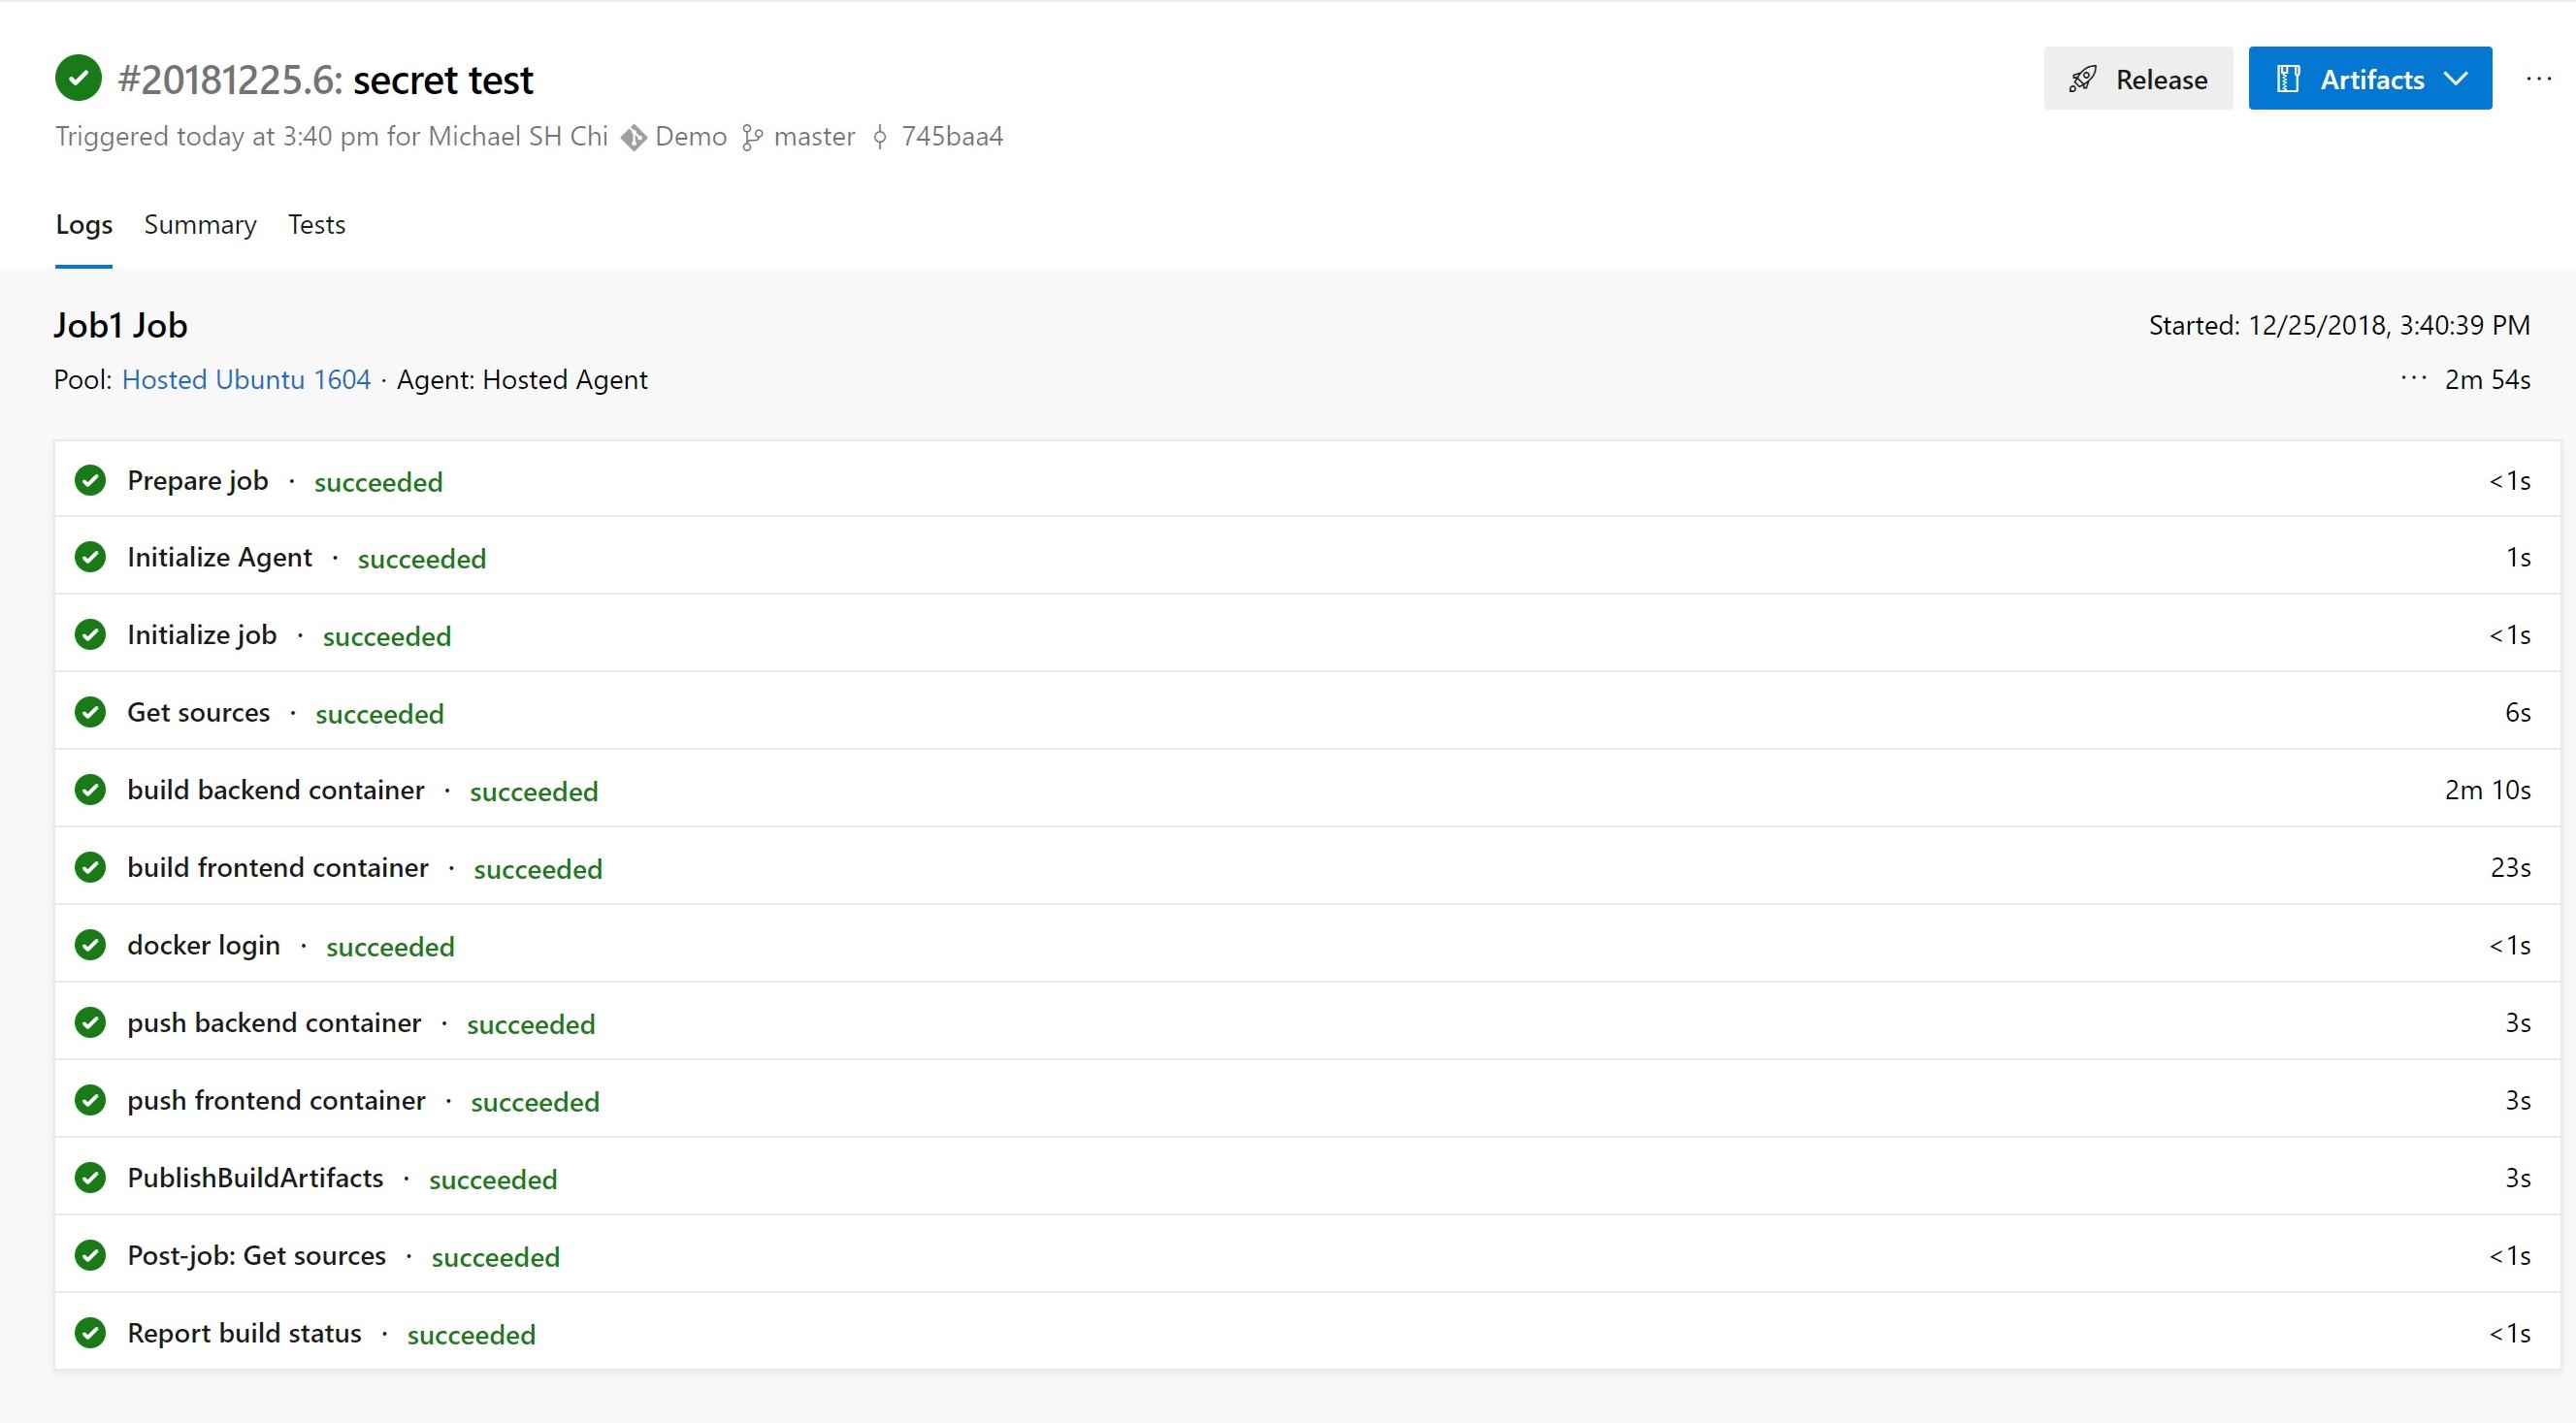 #20181225.6: secret test
Release
Artifacts
Triggered today at 3:40 pm for Michael SH Chi Demo master 745baa4
Logs Summary Tests
Job1 Job
Started: 12/25/2018, 3:40:39 PM
Pool: Hosted Ubuntu 1604 · Agent: Hosted Agent
··· 2m 54s
Prepare job · succeeded <1s
Initialize Agent · succeeded 1s
Initialize job · succeeded <1s
Get sources · succeeded 6s
build backend container · succeeded 2m 10s
build frontend container · succeeded 23s
docker login · succeeded <1s
push backend container · succeeded 3s
push frontend container · succeeded 3s
PublishBuildArtifacts · succeeded 3s
Post-job: Get sources · succeeded <1s
Report build status · succeeded <1s